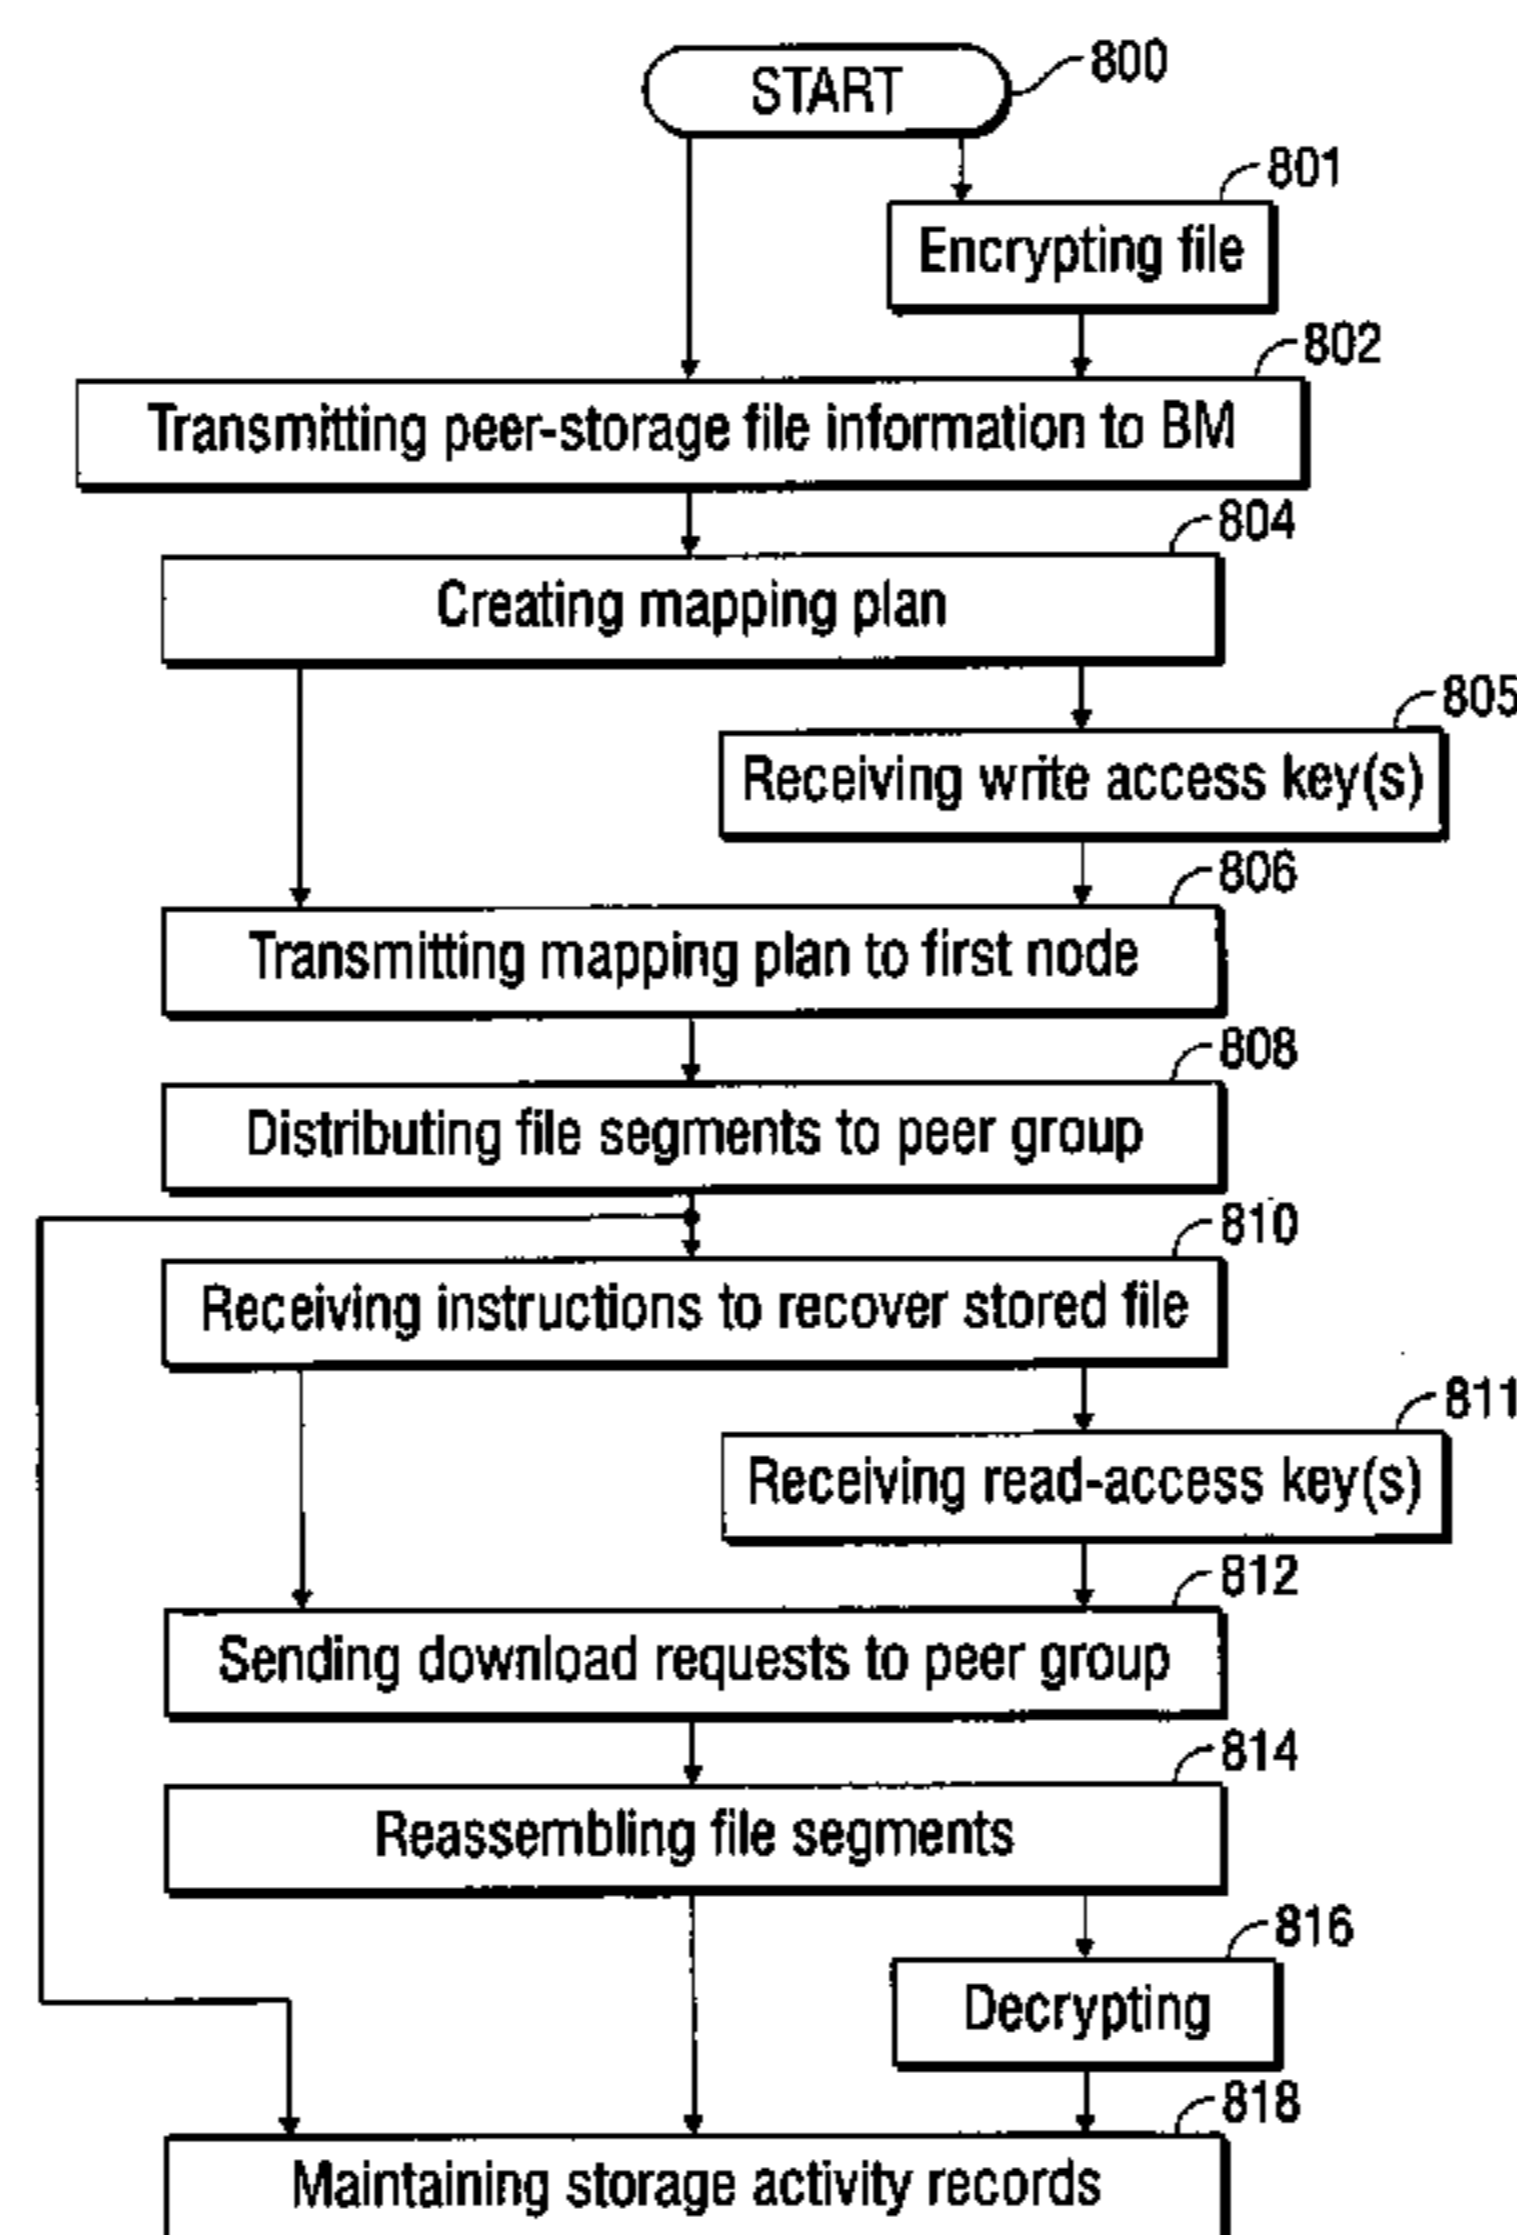 START
800
801
Encrypting file
802
Transmitting peer-storage file information to BM
804
Creating mapping plan
805
Receiving write access key(s)
806
Transmitting mapping plan to first node
808
Distributing file segments to peer group
810
Receiving instructions to recover stored file
811
Receiving read-access key(s)
812
Sending download requests to peer group
814
Reassembling file segments
816
Decrypting
818
Maintaining storage activity records